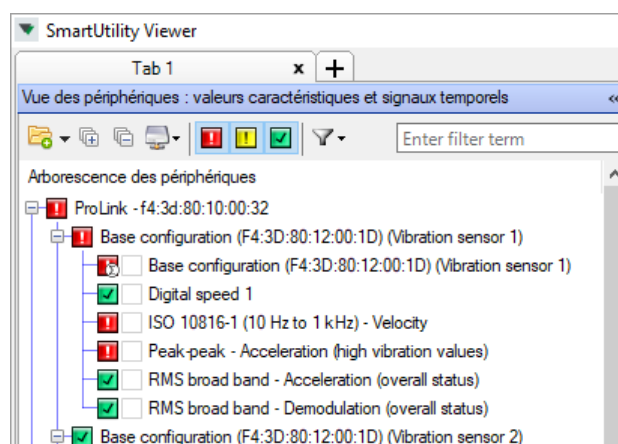 SmartUtility Viewer
Tab 1 x +
Vue des périphériques : valeurs caractéristiques et signaux temporels «
Enter filter term
Arborescence des périphériques
ProLink - f4:3d:80:10:00:32
Base configuration (F4:3D:80:12:00:1D) (Vibration sensor 1)
Base configuration (F4:3D:80:12:00:1D) (Vibration sensor 1)
Digital speed 1
ISO 10816-1 (10 Hz to 1 kHz) - Velocity
Peak-peak - Acceleration (high vibration values)
RMS broad band - Acceleration (overall status)
RMS broad band - Demodulation (overall status)
Base configuration (F4:3D:80:12:00:1D) (Vibration sensor 2)